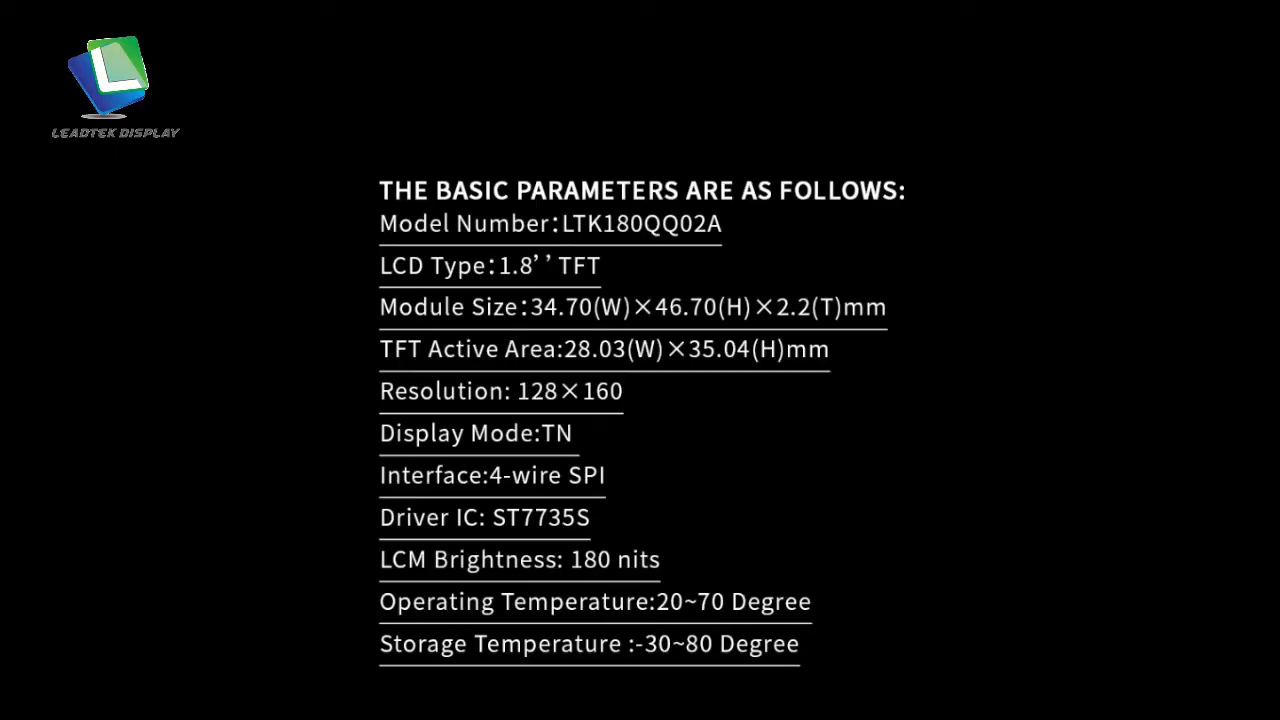 LEADTEK DISPLAY
THE BASIC PARAMETERS ARE AS FOLLOWS:
Model Number：LTK180QQ02A
LCD Type：1.8’’TFT
Module Size：34.70(W)×46.70(H)×2.2(T)mm
TFT Active Area:28.03(W)×35.04(H)mm
Resolution: 128×160
Display Mode:TN
Interface:4-wire SPI
Driver IC: ST7735S
LCM Brightness: 180 nits
Operating Temperature:20~70 Degree
Storage Temperature :-30~80 Degree